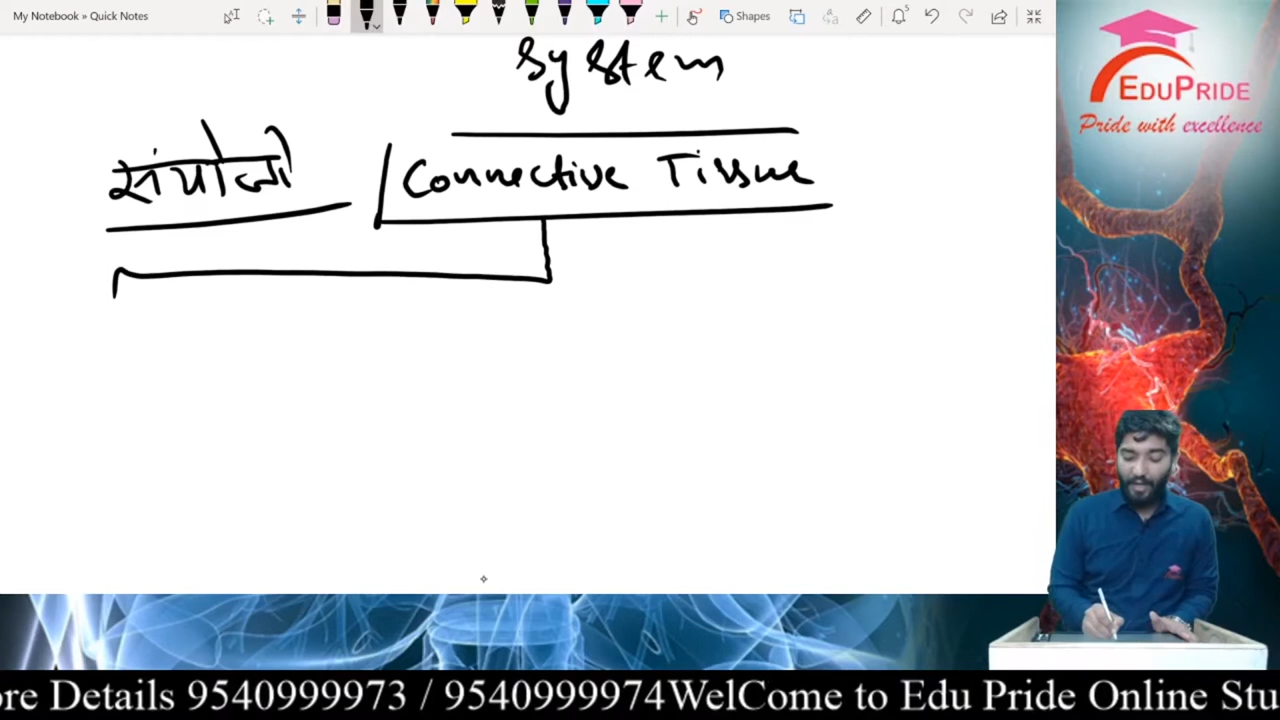 My Notebook » Quick Notes
Shapes
5
system
संयोजी
Connective Tissue
EDUPRIDE
Pride with excellence
ore Details 9540999973 / 9540999974WelCome to Edu Pride Online Stu